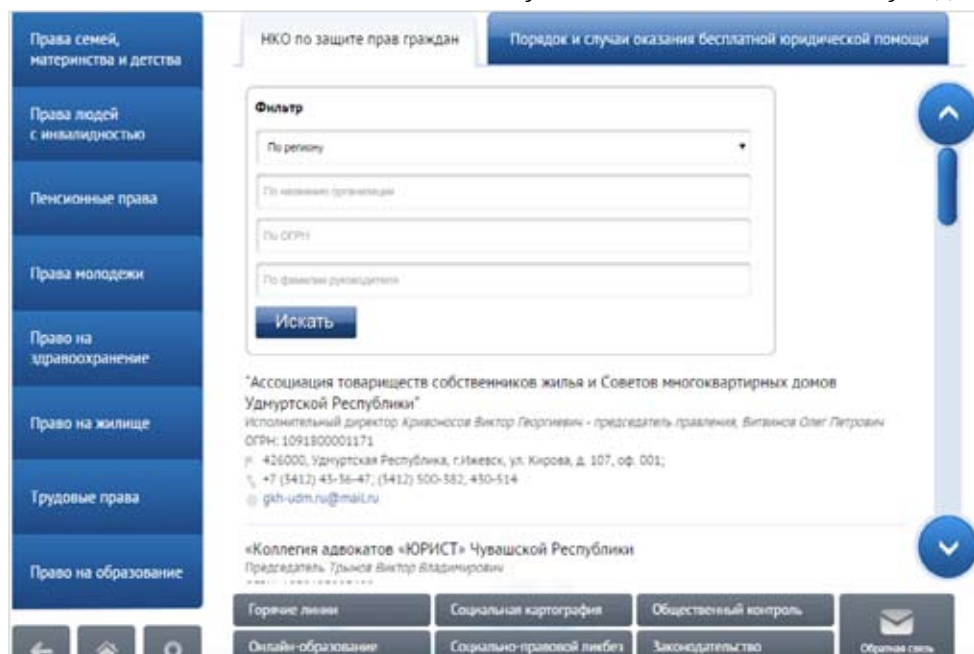 Права семей,
материнства и детства
Права людей
с инвалидностью
Пенсионные права
Права молодежи
Право на
здравоохранение
Право на жилище
Трудовые права
Право на образование
НКО по защите прав граждан
Порядок и случаи оказания бесплатной юридической помощи
Фильтр
По региону
По названию организации
По ОГРН
По фамилии руководителя
Искать
"Ассоциация товариществ собственников жилья и Советов многоквартирных домов
Удмуртской Республики"
Исполнительный директор Кривоносов Виктор Георгиевич - председатель правления, Витвинов Олег Петрович
ОГРН: 1091800001171
426000, Удмуртская Республика, г.Ижевск, ул. Кирова, д. 107, оф. 001;
+7 (3412) 43-36-47; (3412) 500-382, 430-514
gkh-udm.ru@mail.ru
«Коллегия адвокатов «ЮРИСТ» Чувашской Республики
Председатель Трынов Виктор Владимирович
Горячие линии
Социальная картография
Общественный контроль
Онлайн-образование
Социально-правовой ликбез
Законодательство
Обратная связь